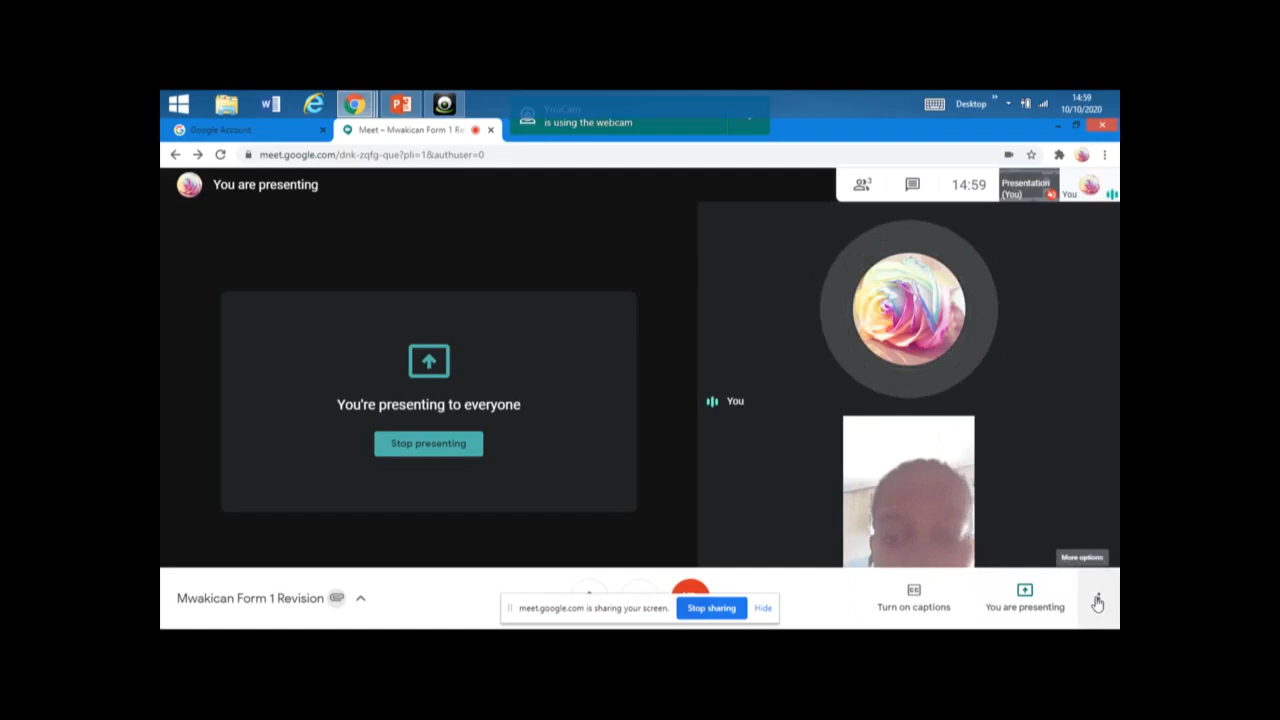 YouCam
is using the webcam
Desktop
14:59
10/10/2020
Google Account
Meet – Mwakican Form 1 Re
meet.google.com/dnk-zqfg-que?pli=1&authuser=0
You are presenting
3
14:59
Presentation
(You)
You
You're presenting to everyone
Stop presenting
You
More options
Mwakican Form 1 Revision
meet.google.com is sharing your screen.
Stop sharing
Hide
CC
Turn on captions
You are presenting